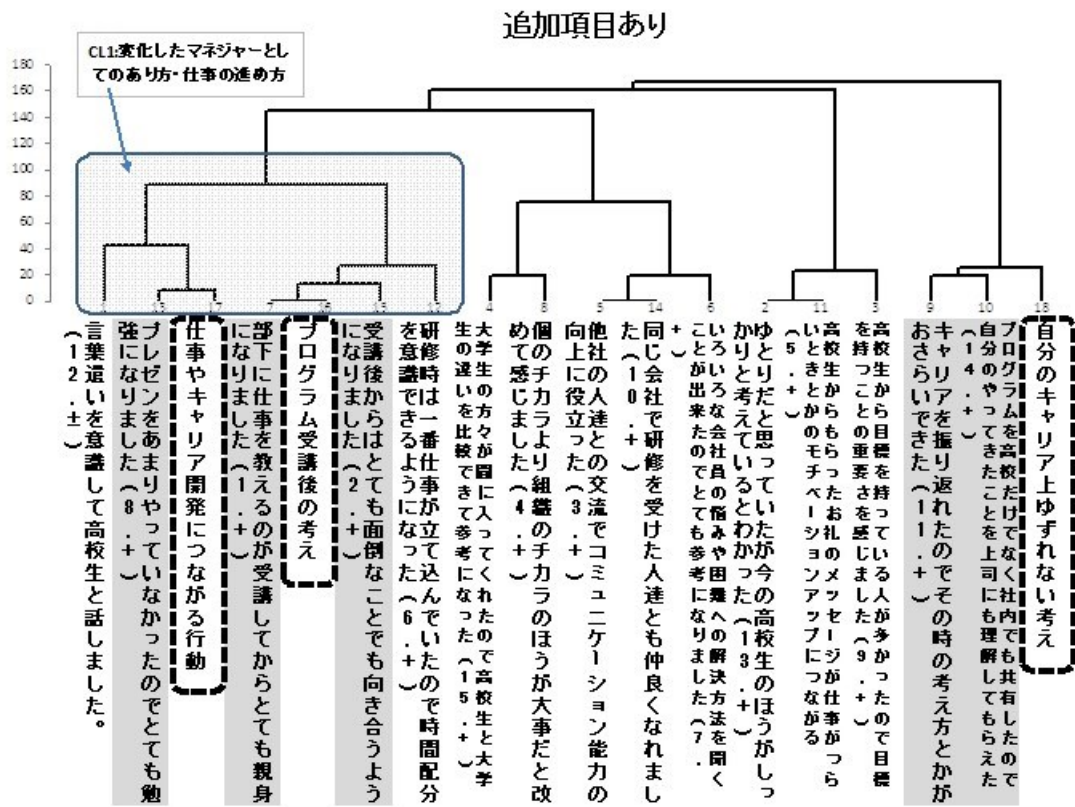 追加項目あり
CL1:変化したマネジャーとし
てのあり方・仕事の進め方
180
160
140
120
100
80
60
40
20
0
17
7
4
8
5
14
6
2
11
3
9
10
18
言葉遣いを意識して高校生と話しました。
（12.±）
プレゼンをあまりやっていなかったのでとても勉
強になりました（8.+）
仕事やキャリア開発につながる行動
部下に仕事を教えるのが受講してからとても親身
になりました（1.+）
プログラム受講後の考え
受講後からはとても面倒なことでも向き合うよう
になりました（2.+）
研修時は一番仕事が立て込んでいたので時間配分
を意識できるようになった（6.+）
大学生の方々が間に入ってくれたので高校生と大学
生の違いを比較できて参考になった（15.+）
個のチカラより組織のチカラのほうが大事だと改
めて感じました（4.+）
他社の人達との交流でコミュニケーション能力の
向上に役立った（3.+）
同じ会社で研修を受けた人達とも仲良くなれまし
た（10.+）
いろいろな会社員の悩みや困難への解決方法を聞く
ことが出来たのでとても参考になりました（7.
+）
ゆとりだと思っていたが今の高校生のほうがしっ
かりと考えているとわかった（13.+）
高校生からもらったお礼のメッセージが仕事がつら
いときとかのモチベーションアップにつながる
（5.+）
高校生から目標を持っている人が多かったので目標
を持つことの重要さを感じました（9.+）
キャリアを振り返れたのでその時の考え方とかが
おさらいできた（11.+）
プログラムを高校だけでなく社内でも共有したので
自分のやってきたことを上司にも理解してもらえた
（14.+）
自分のキャリア上ゆずれない考え